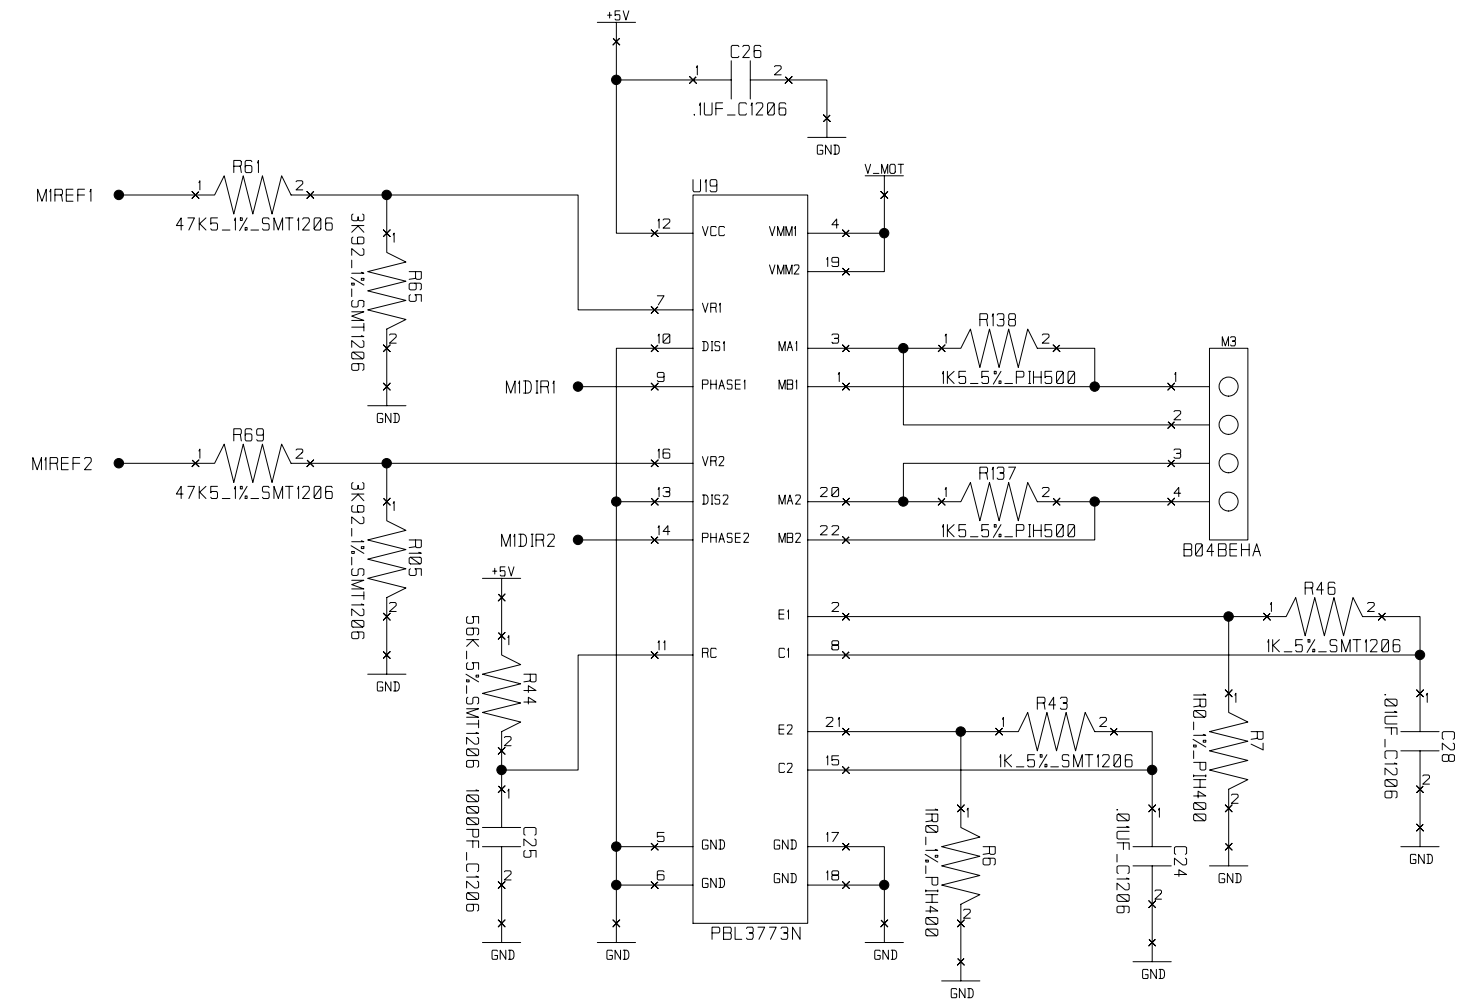 +5V
C26
1
2
.1UF_C1206
GND
V_MOT
M1REF1
1
R61
2
47K5_1%_SMT1206
1
3K92_1%_SMT1206
R65
2
GND
M1REF2
1
R69
2
47K5_1%_SMT1206
1
3K92_1%_SMT1206
R105
2
GND
M1DIR1
M1DIR2
+5V
1
56K_5%_SMT1206
R44
2
1
1000PF_C1206
C25
2
GND
U19
12
VCC
7
VR1
10
DIS1
9
PHASE1
16
VR2
13
DIS2
14
PHASE2
11
RC
5
GND
6
GND
GND
VMM1
4
VMM2
19
MA1
3
MB1
1
MA2
20
MB2
22
E1
2
C1
8
E2
21
C2
15
GND
17
GND
18
PBL3773N
GND
1
R138
2
1K5_5%_PIH500
1
R137
2
1K5_5%_PIH500
M3
1
2
3
4
B04BEHA
1
R46
2
1K_5%_SMT1206
1
R43
2
1K_5%_SMT1206
1
1R0_1%_PIH400
R6
2
GND
1
.01UF_C1206
C24
2
GND
1
1R0_1%_PIH400
R7
2
GND
1
.01UF_C1206
C28
2
GND